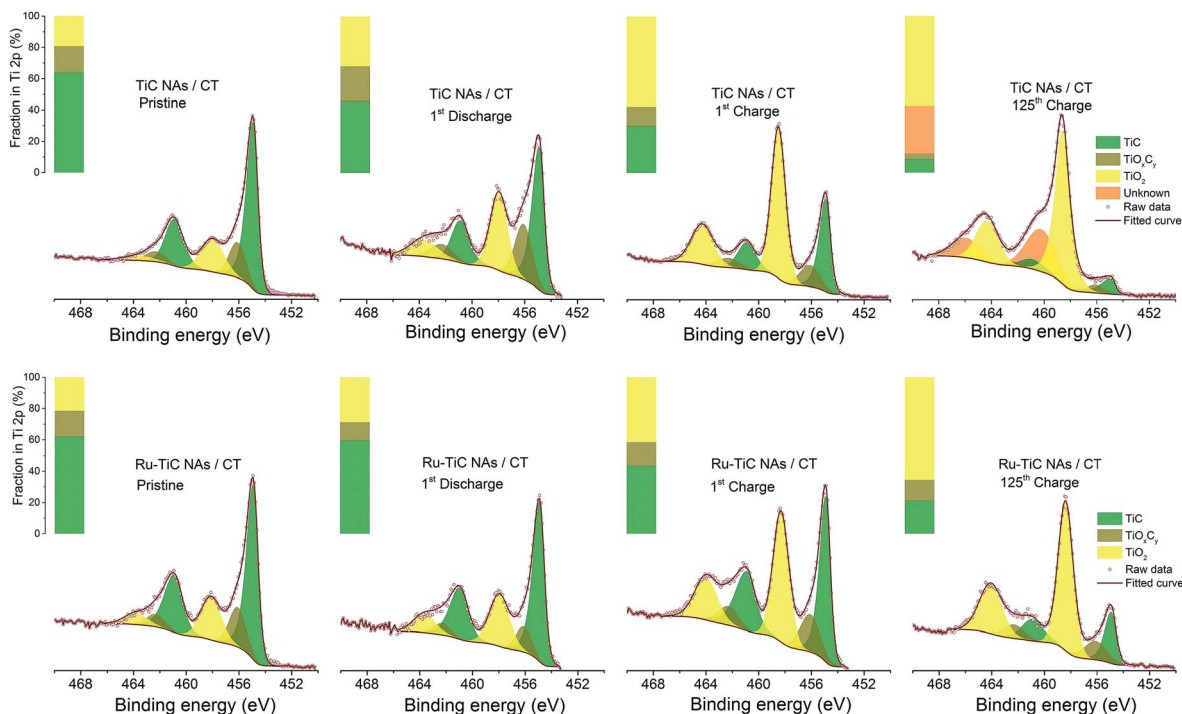 Fraction in Ti 2p (%)
100
80
60
40
20
0
TiC NAs / CT
Pristine
468 464 460 456 452
Binding energy (eV)
TiC NAs / CT
1st Discharge
468 464 460 456 452
Binding energy (eV)
TiC NAs / CT
1st Charge
468 464 460 456 452
Binding energy (eV)
TiC NAs / CT
125th Charge
TiC
TiOxCy
TiO2
Unknown
Raw data
Fitted curve
468 464 460 456 452
Binding energy (eV)
Fraction in Ti 2p (%)
100
80
60
40
20
0
Ru-TiC NAs / CT
Pristine
468 464 460 456 452
Binding energy (eV)
Ru-TiC NAs / CT
1st Discharge
468 464 460 456 452
Binding energy (eV)
Ru-TiC NAs / CT
1st Charge
468 464 460 456 452
Binding energy (eV)
Ru-TiC NAs / CT
125th Charge
TiC
TiOxCy
TiO2
Raw data
Fitted curve
468 464 460 456 452
Binding energy (eV)